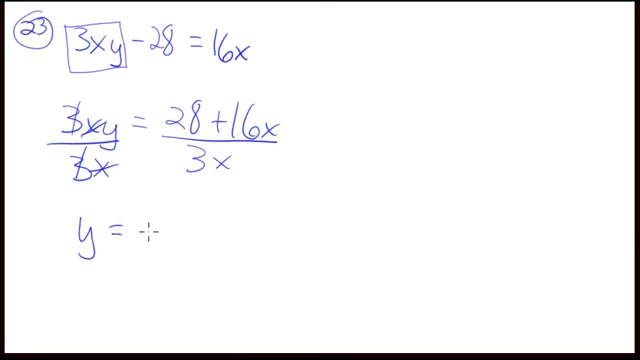 23 3xy - 28 = 16x
3xy = 28 + 16x
3x 3x
y =